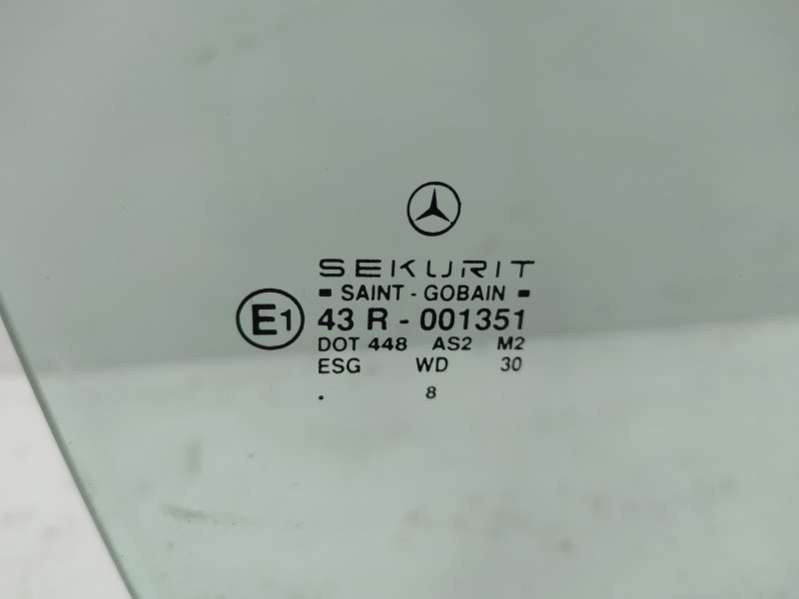 SEKURIT
- SAINT - GOBAIN -
E1 43 R - 001351
DOT 448 AS2 M2
ESG WD 30
. 8